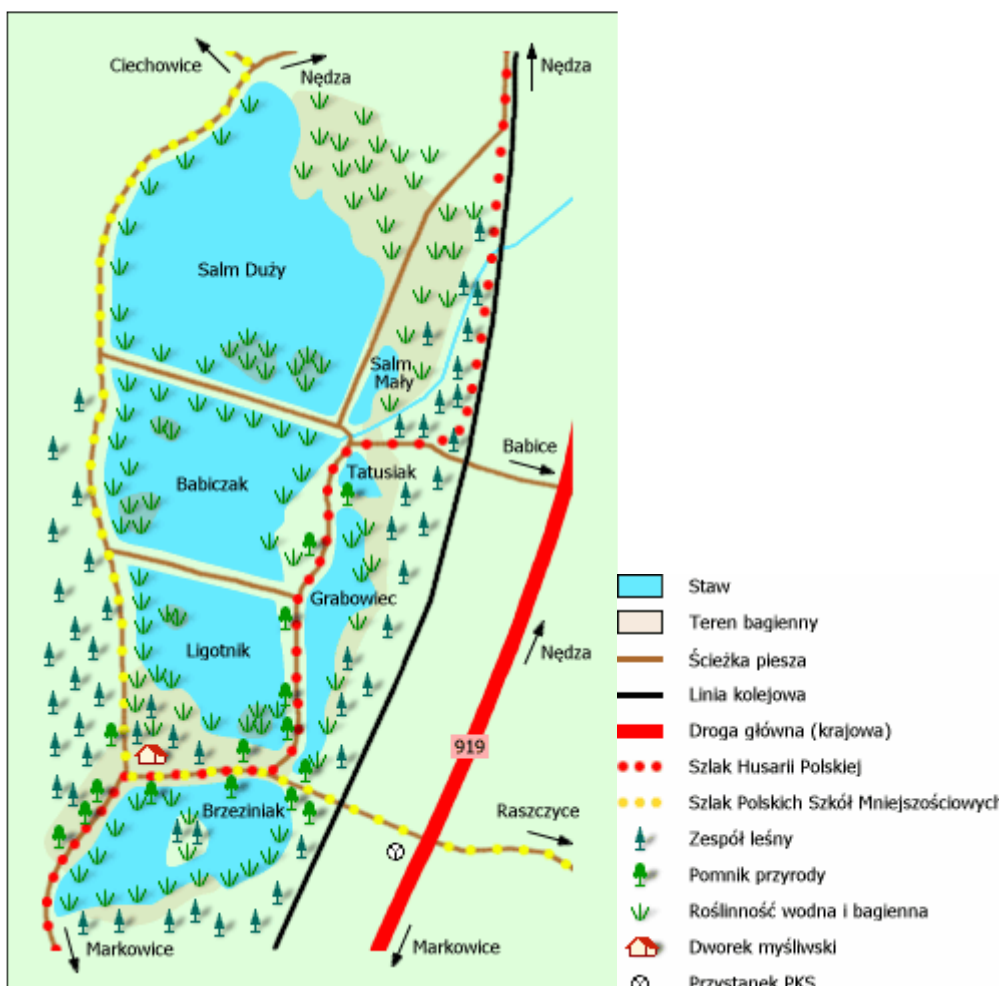 Ciechowice
Nędza
Nędza
Salm Duży
Salm
Mały
Babice
Tatusiak
Babiczak
Grabowiec
Ligotnik
Nędza
919
Brzeziniak
Raszczyce
Markowice
Markowice
Staw
Teren bagienny
Ścieżka piesza
Linia kolejowa
Droga główna (krajowa)
Szlak Husarii Polskiej
Szlak Polskich Szkół Mniejszościowych
Zespół leśny
Pomnik przyrody
Roślinność wodna i bagienna
Dworek myśliwski
Przystanek PKS